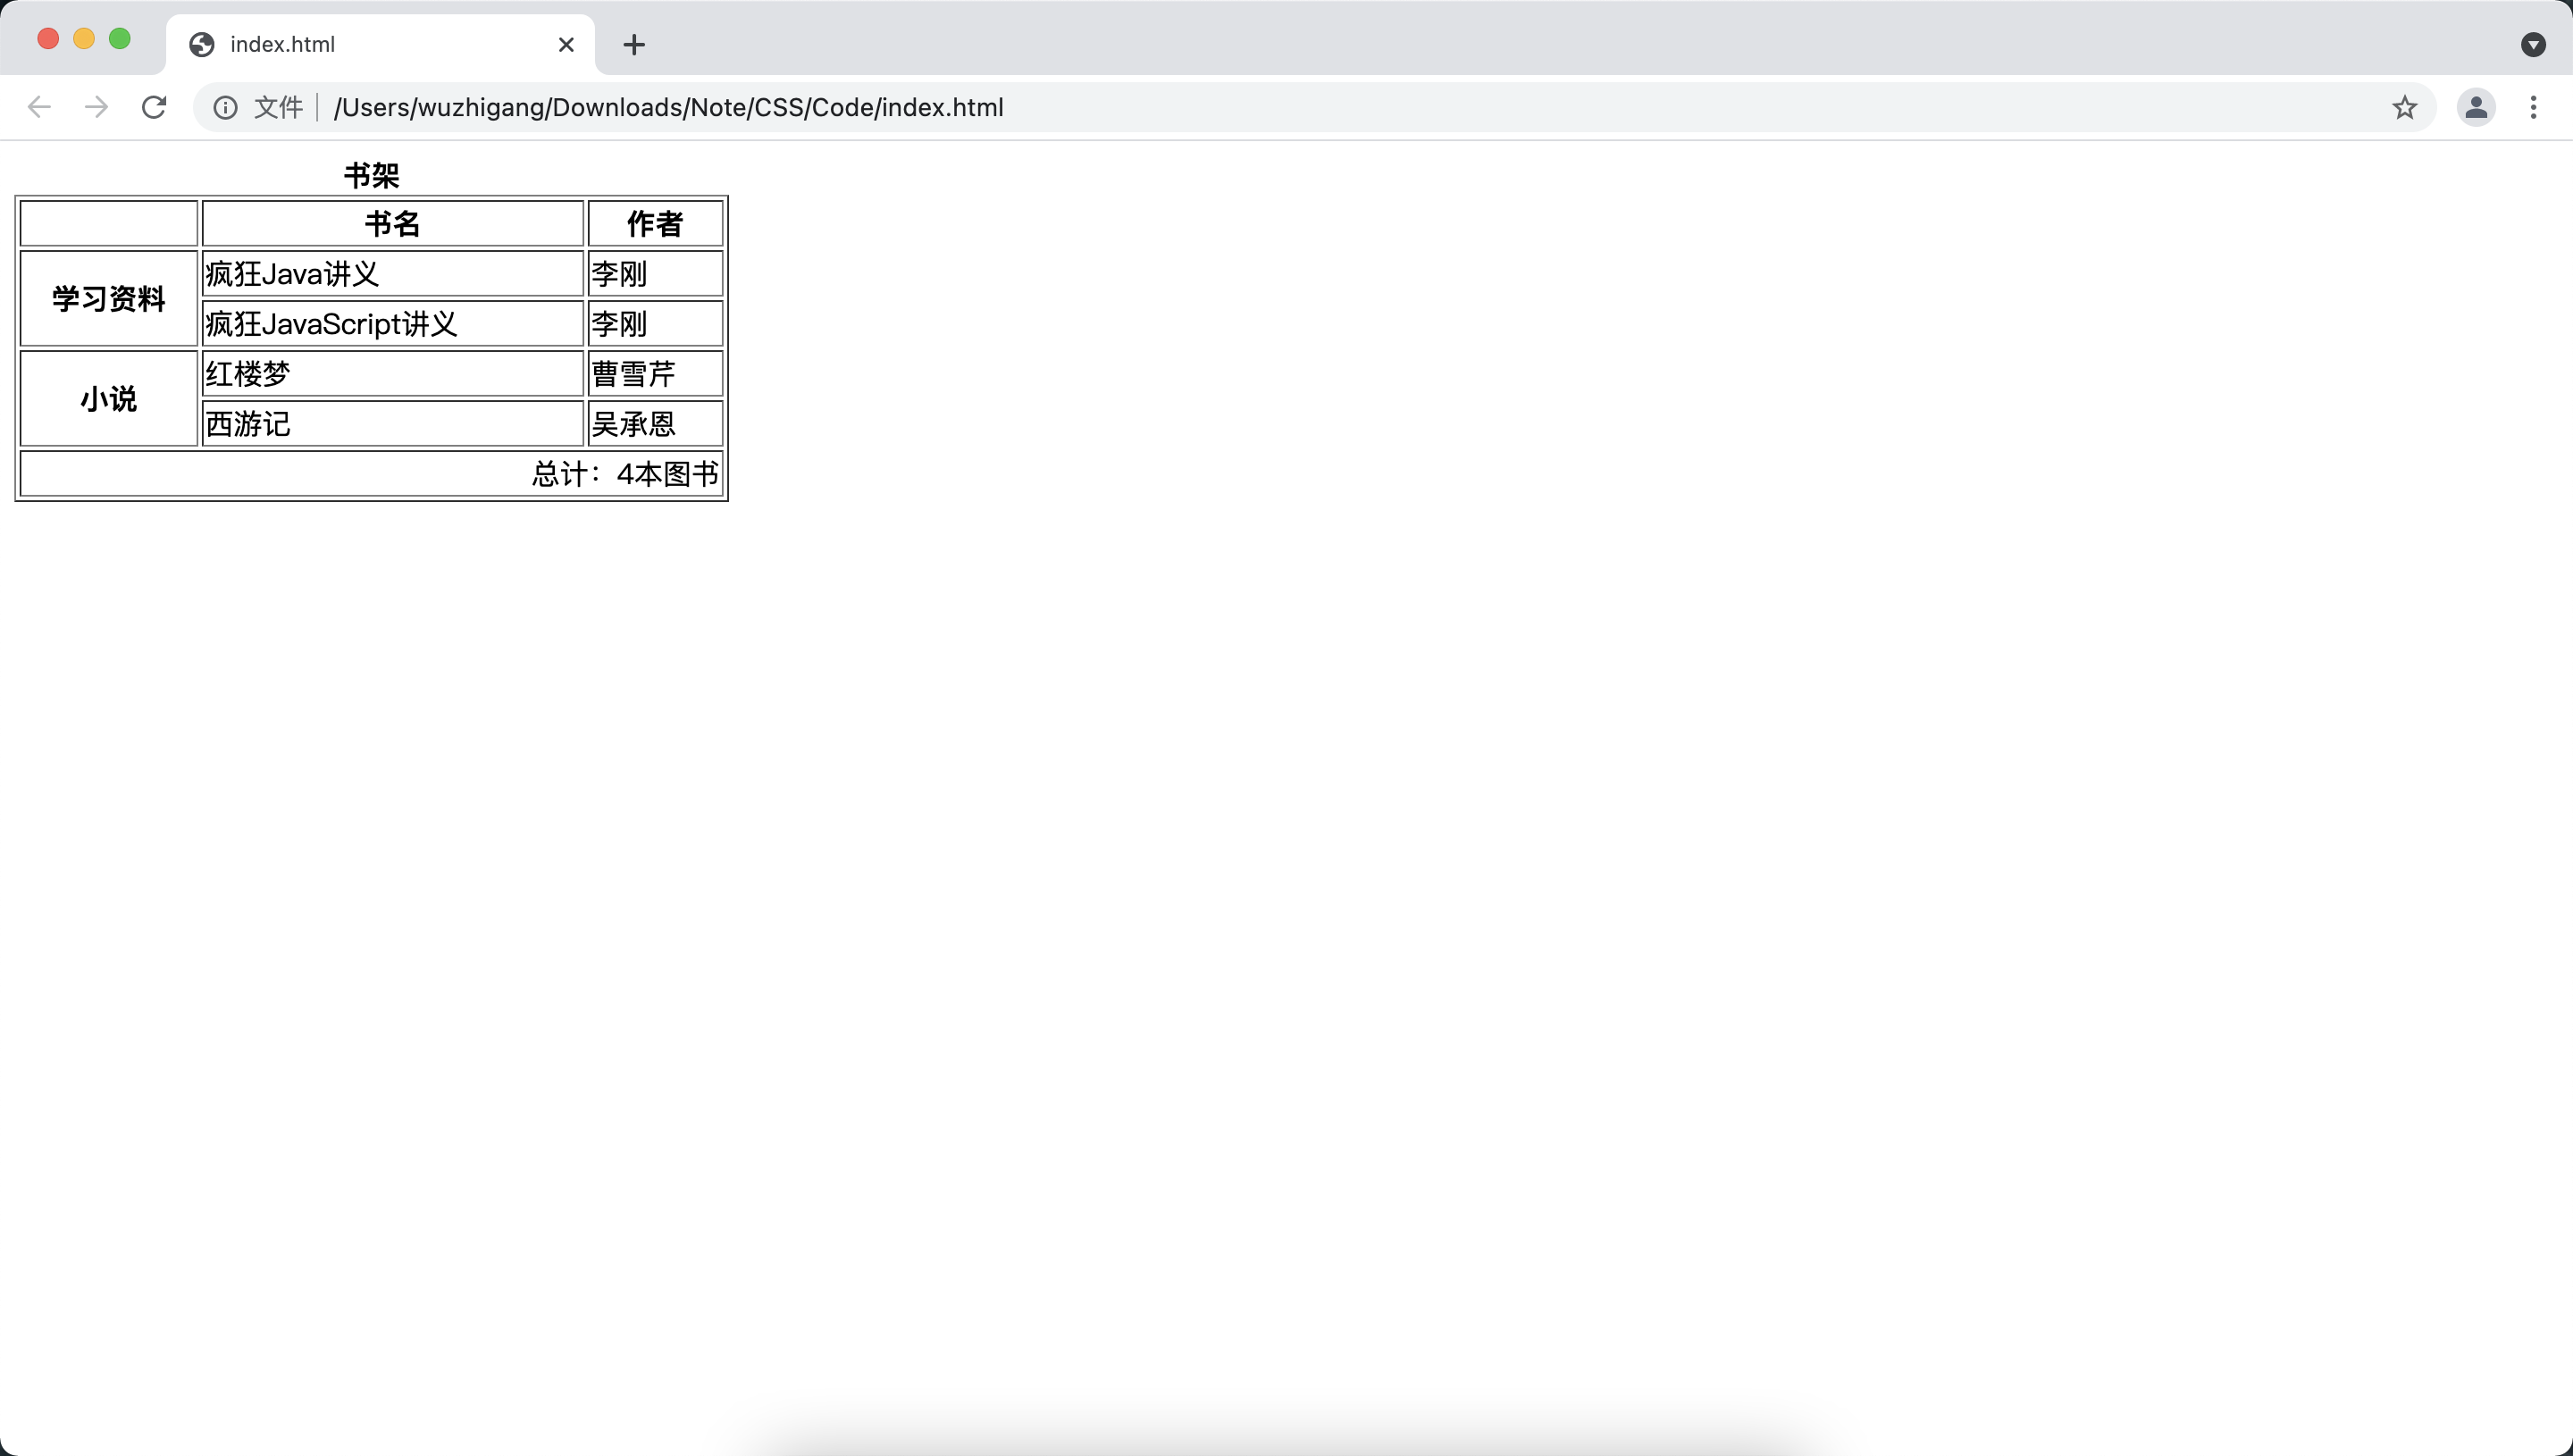 index.html
文件 /Users/wuzhigang/Downloads/Note/CSS/Code/index.html
书架
书名 作者
学习资料
疯狂Java讲义 李刚
疯狂JavaScript讲义 李刚
小说
红楼梦 曹雪芹
西游记 吴承恩
总计：4本图书